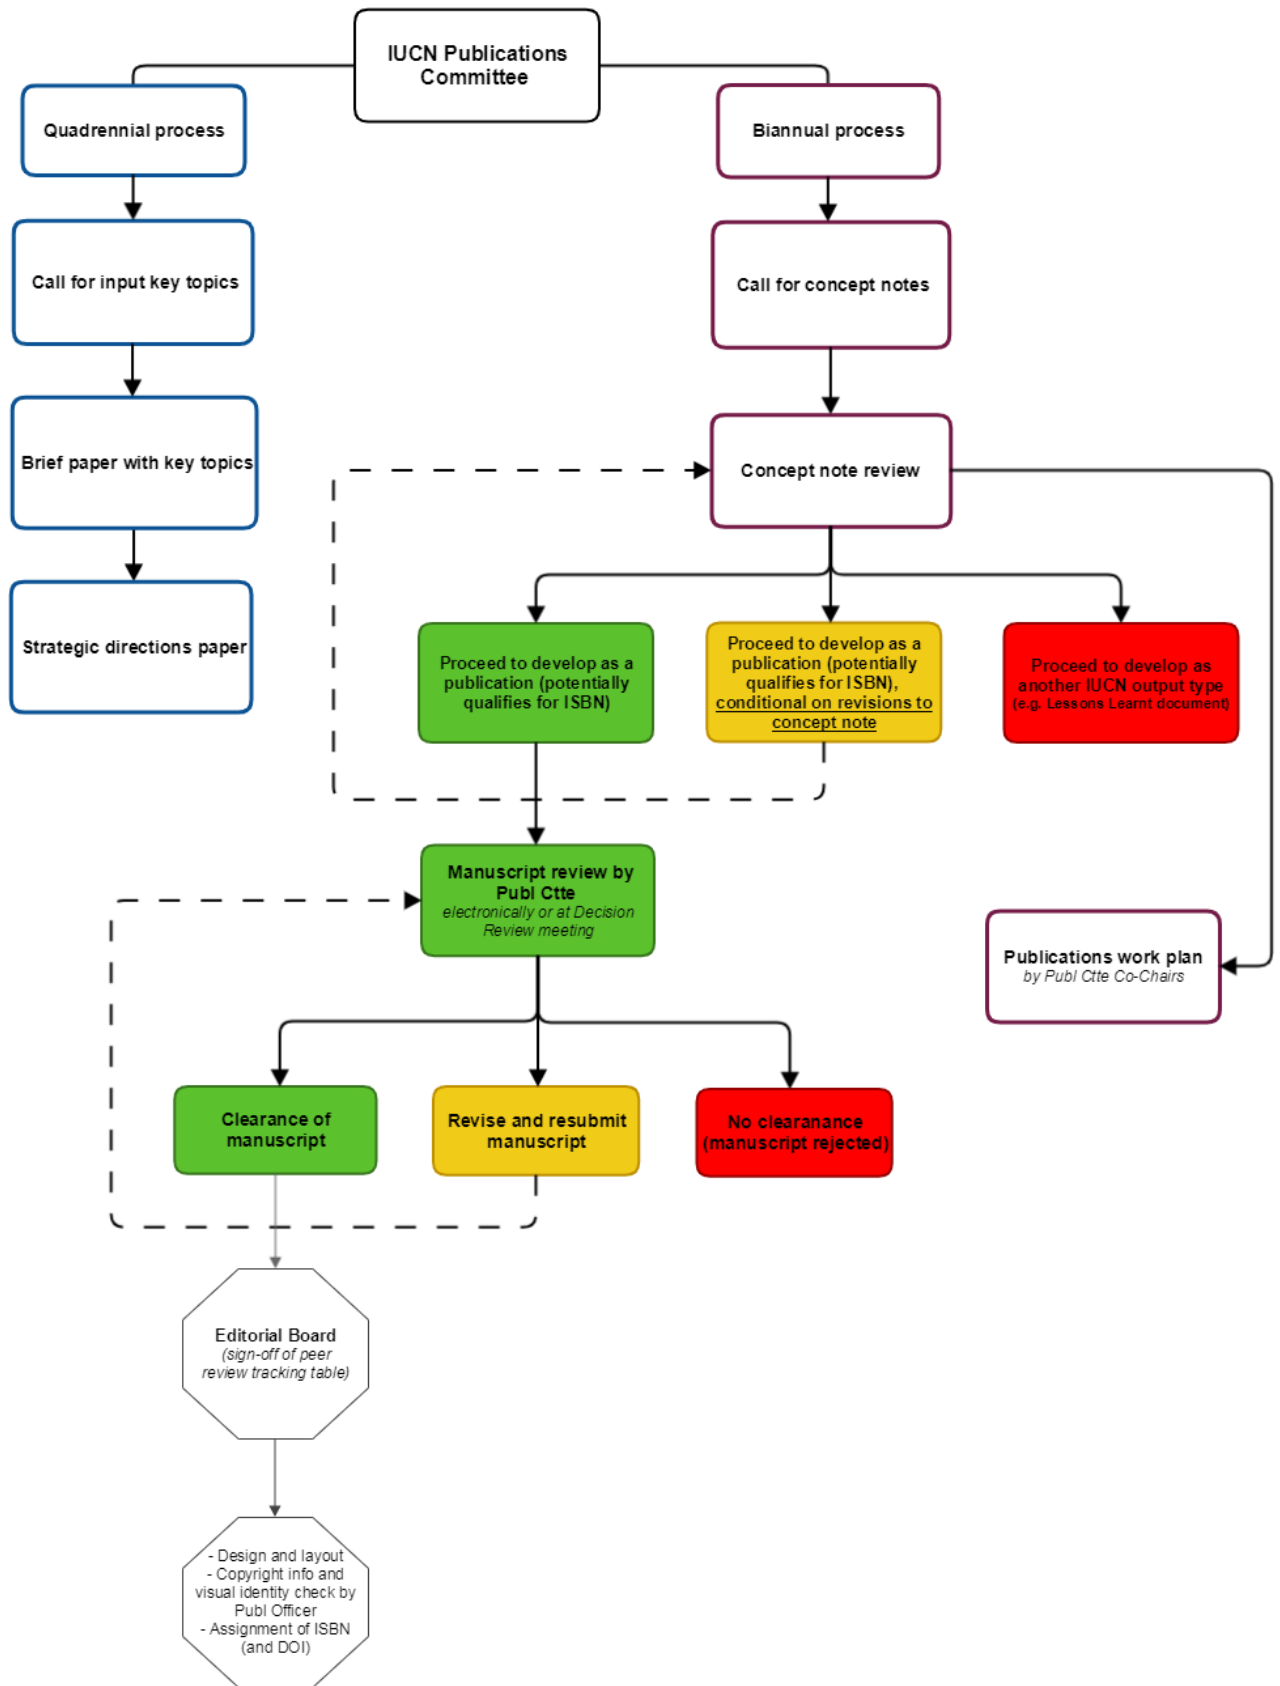 IUCN Publications
Committee
Quadrennial process
Biannual process
Call for input key topics
Call for concept notes
Brief paper with key topics
Concept note review
Strategic directions paper
Proceed to develop as a
publication (potentially
qualifies for ISBN)
Proceed to develop as a
publication (potentially
qualifies for ISBN),
conditional on revisions to
concept note
Proceed to develop as
another IUCN output type
(e.g. Lessons Learnt document)
Manuscript review by
Publ Ctte
electronically or at Decision
Review meeting
Publications work plan
by Publ Ctte Co-Chairs
Clearance of
manuscript
Revise and resubmit
manuscript
No clearanance
(manuscript rejected)
Editorial Board
(sign-off of peer
review tracking table)
- Design and layout
- Copyright info and
visual identity check by
Publ Officer
- Assignment of ISBN
(and DOI)